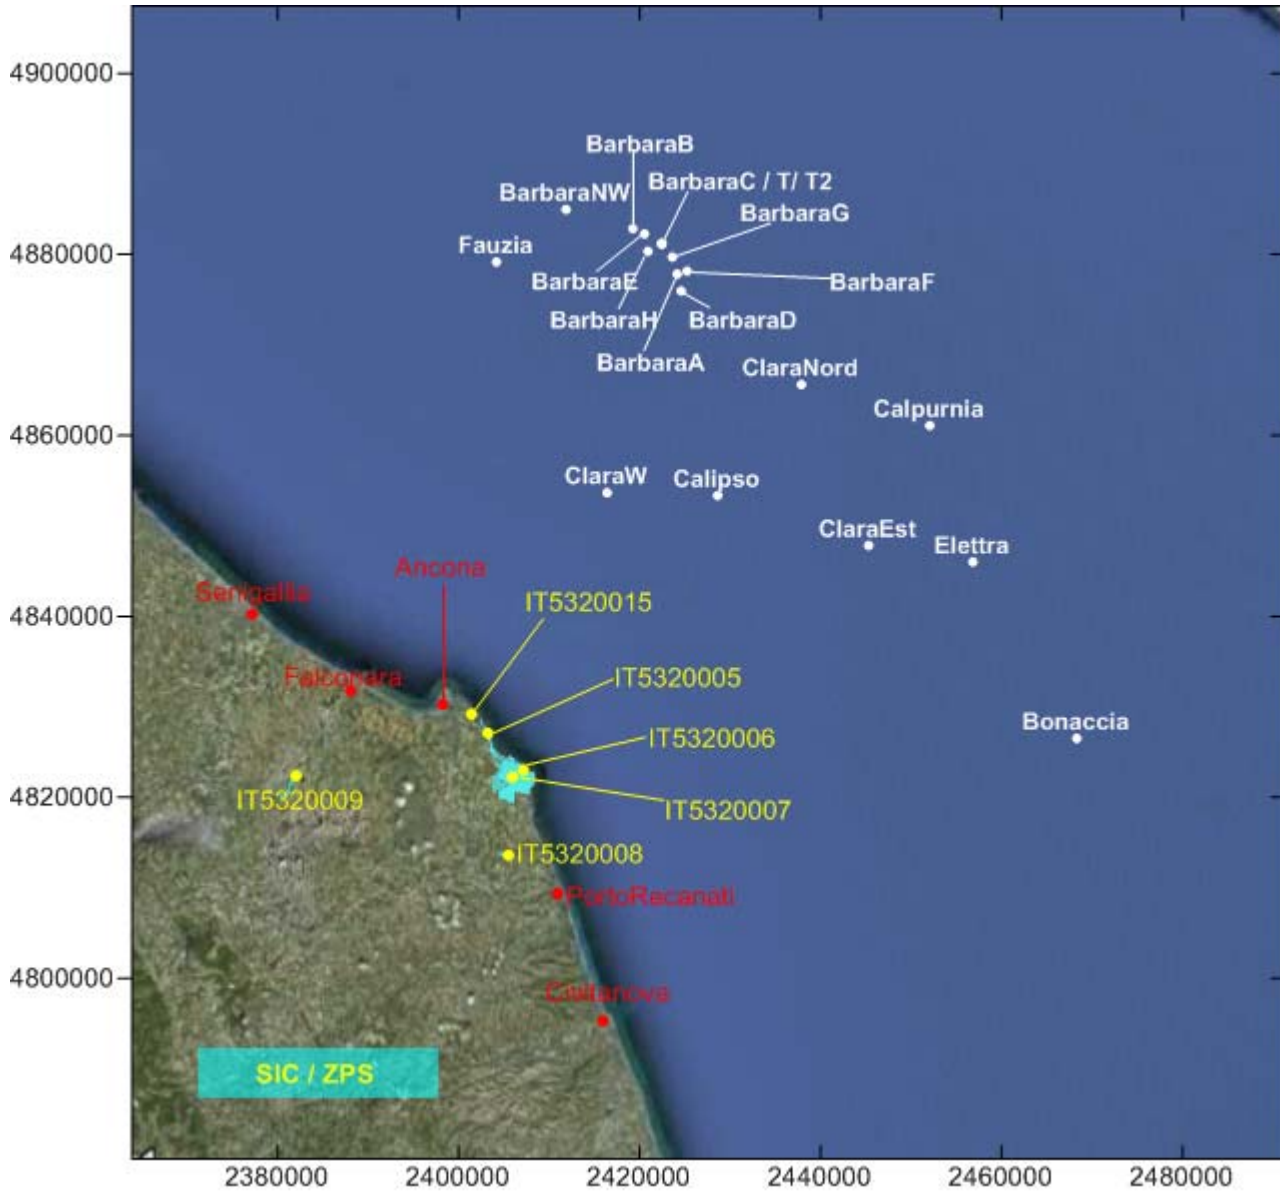 4900000
BarbaraB
BarbaraC / T/ T2
BarbaraNW
BarbaraG
4880000
Fauzia
BarbaraE
BarbaraF
BarbaraH
BarbaraD
BarbaraA
ClaraNord
Calpurnia
4860000
ClaraW
Calipso
ClaraEst
Elettra
Ancona
Senigallia
IT5320015
4840000
Falconara
IT5320005
Bonaccia
IT5320006
4820000
IT5320009
IT5320007
IT5320008
PortoRecanati
4800000
Civitanova
SIC / ZPS
2380000 2400000 2420000 2440000 2460000 2480000